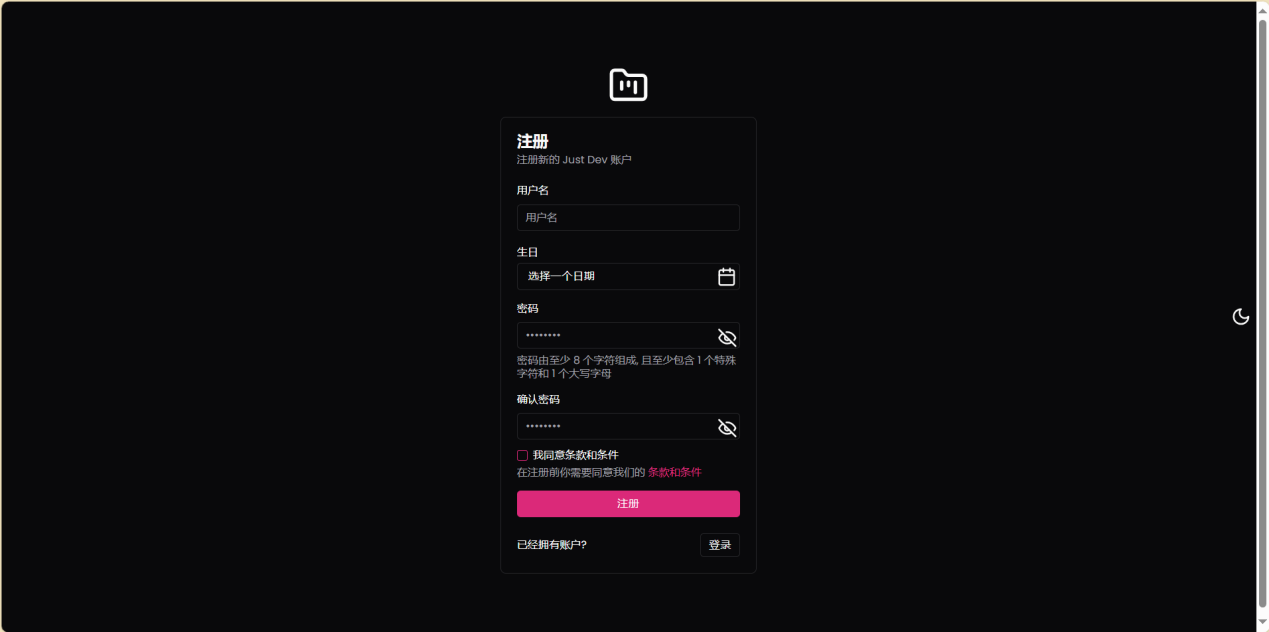 注册
注册新的 Just Dev 账户
用户名
用户名
生日
选择一个日期
密码
••••••••
密码由至少 8 个字符组成, 且至少包含 1 个特殊
字符和 1 个大写字母
确认密码
••••••••
我同意条款和条件
在注册前你需要同意我们的 条款和条件
注册
已经拥有账户?
登录